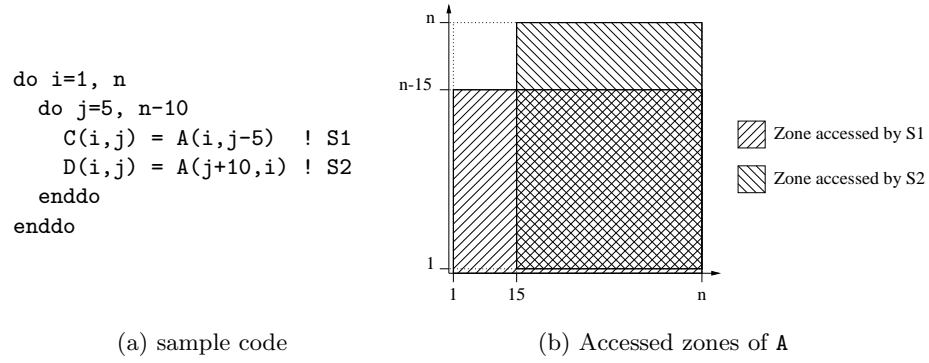 do i=1, n
do j=5, n-10
C(i,j) = A(i,j-5) ! S1
D(i,j) = A(j+10,i) ! S2
enddo
enddo
n
n-15
1
1 15 n
Zone accessed by S1
Zone accessed by S2
(a) sample code
(b) Accessed zones of A